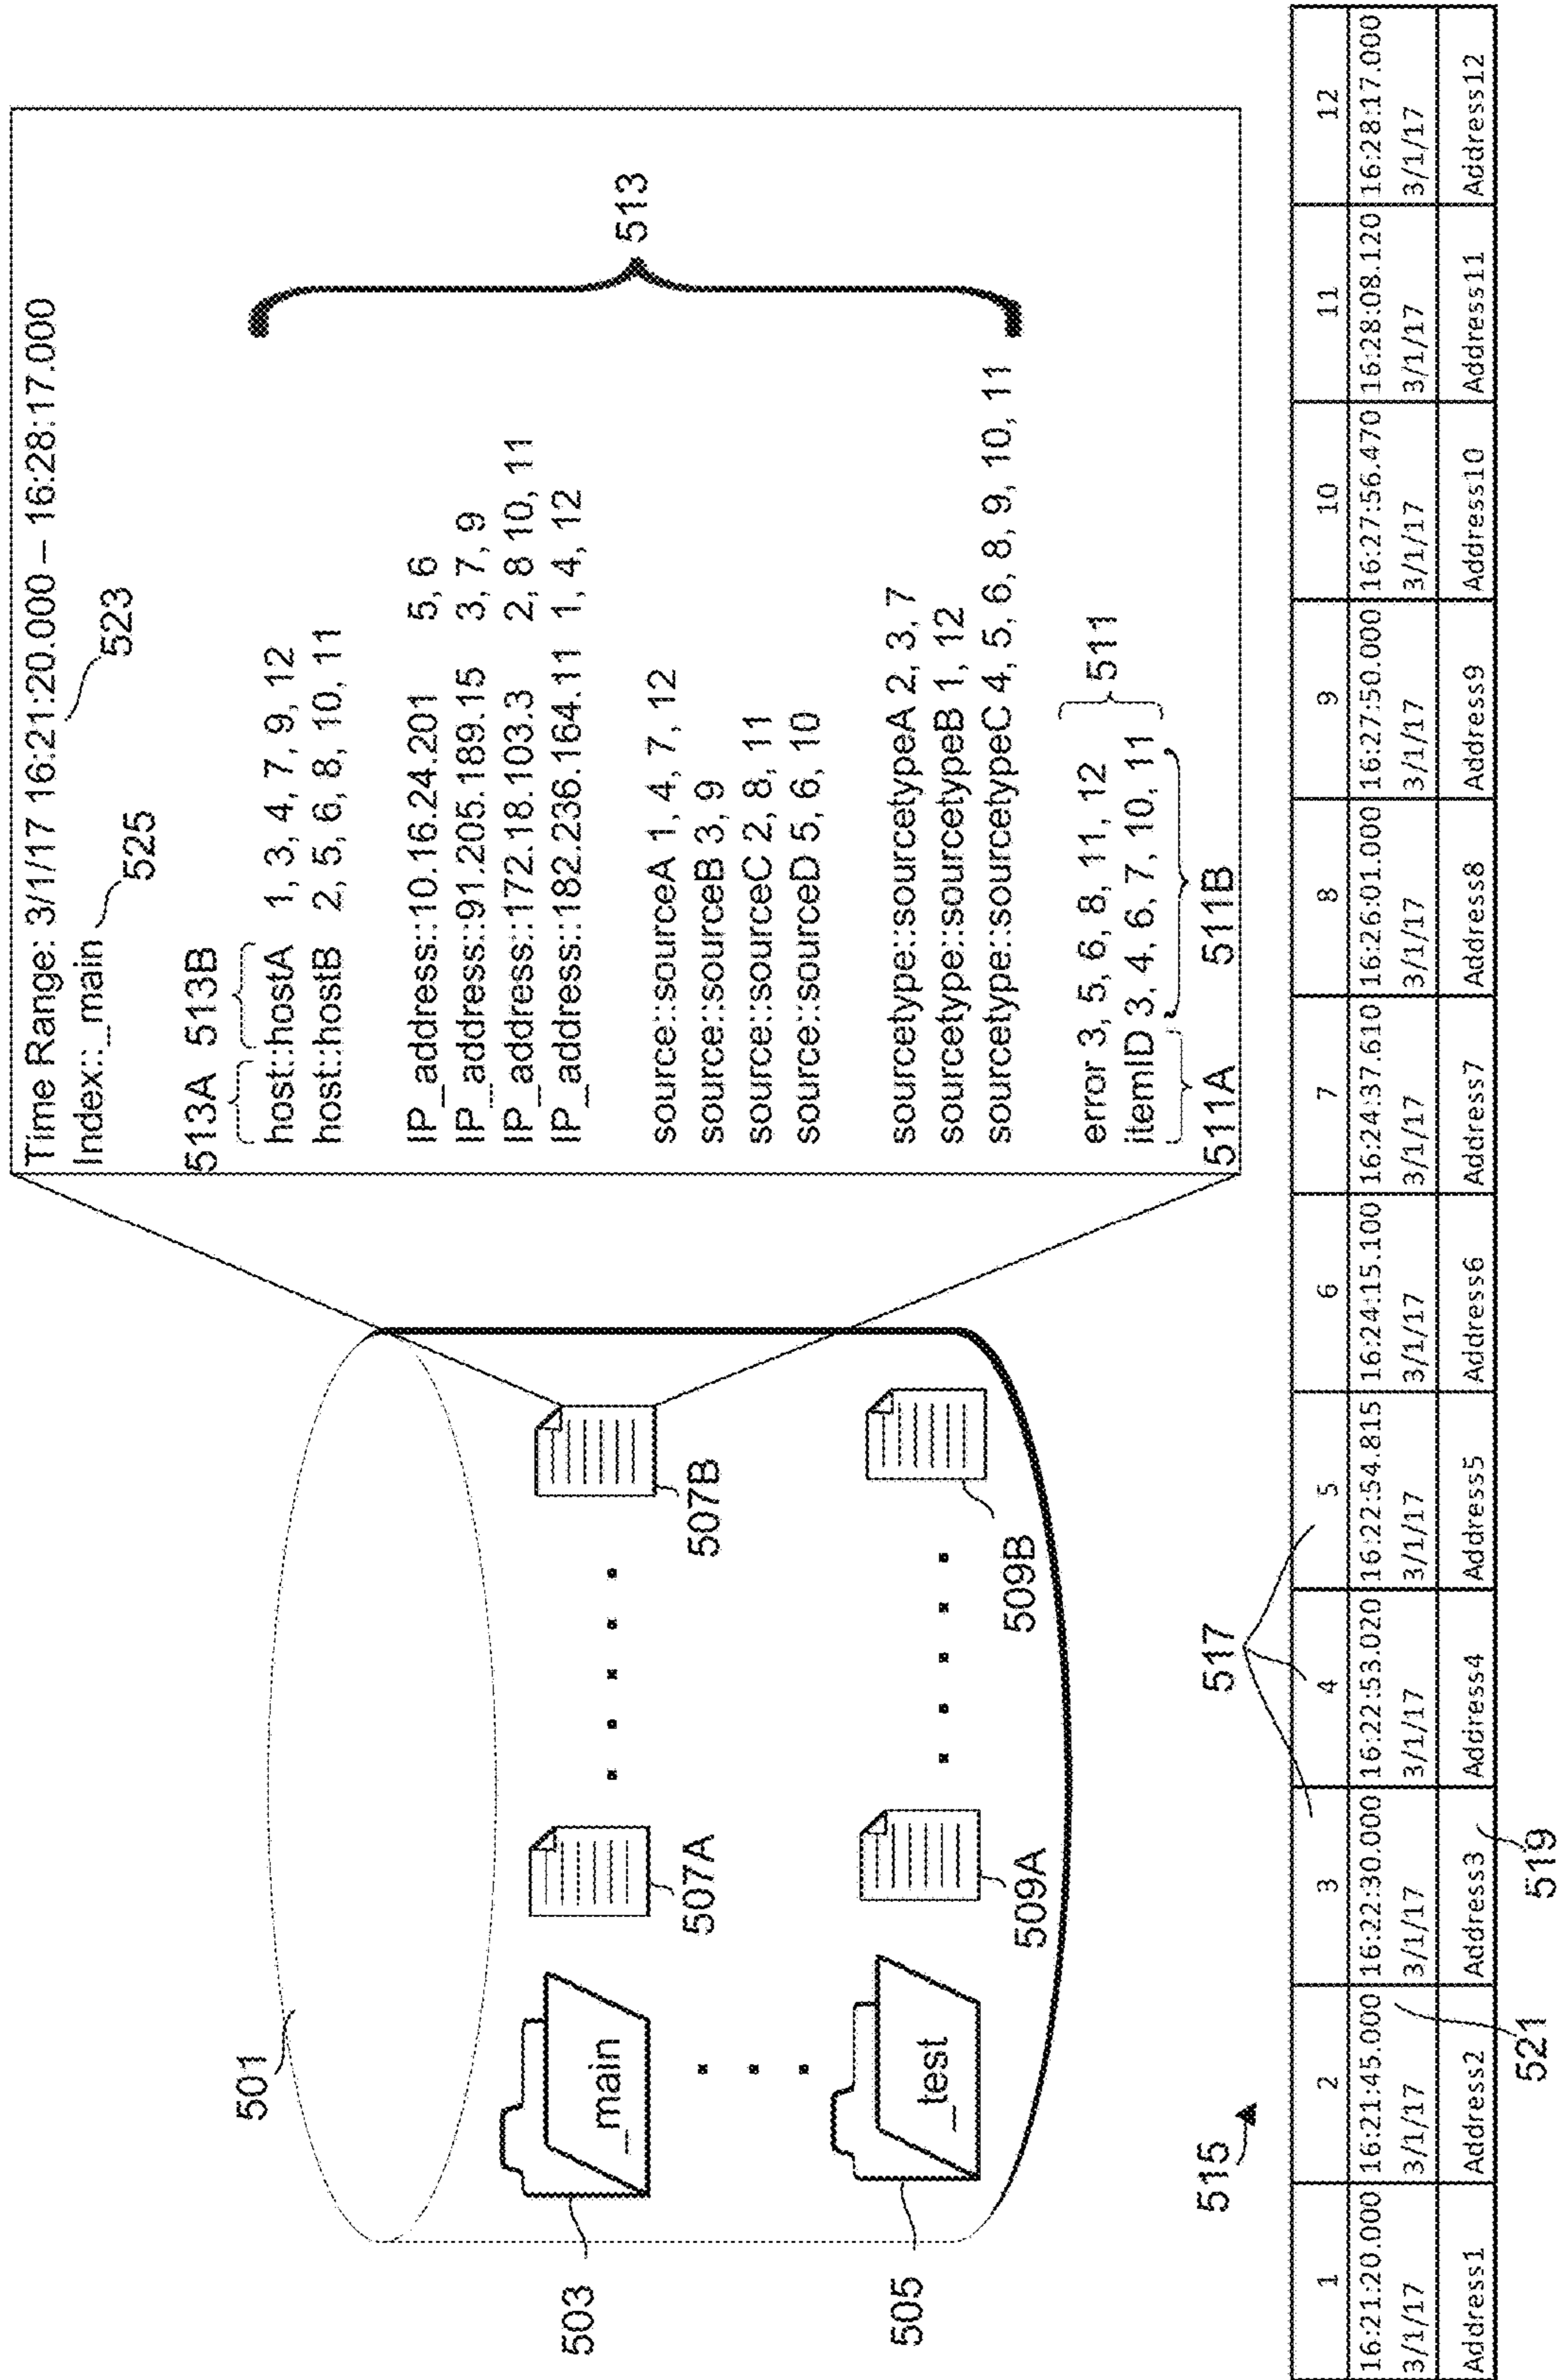 Time Range: 3/1/17 16:21:20.000 – 16:28:17.000
Index::_main
525
523
513A 513B
host::hostA 1, 3, 4, 7, 9, 12
host::hostB 2, 5, 6, 8, 10, 11
IP_address::10.16.24.201 5, 6
IP_address::91.205.189.15 3, 7, 9
IP_address::172.18.103.3 2, 8 10, 11
IP_address::182.236.164.11 1, 4, 12
source::sourceA 1, 4, 7, 12
source::sourceB 3, 9
source::sourceC 2, 8, 11
source::sourceD 5, 6, 10
sourcetype::sourcetypeA 2, 3, 7
sourcetype::sourcetypeB 1, 12
sourcetype::sourcetypeC 4, 5, 6, 8, 9, 10, 11
513
error 3, 5, 6, 8, 11, 12
itemID 3, 4, 6, 7, 10, 11
511
511A 511B
501
503
_main
507A
507B
505
_test
509A
509B
515
517
1 2 3 4 5 6 7 8 9 10 11 12
16:21:20.000 16:21:45.000 16:22:30.000 16:22:53.020 16:22:54.815 16:24:15.100 16:24:37.610 16:26:01.000 16:27:50.000 16:27:56.470 16:28:08.120 16:28:17.000
3/1/17 3/1/17 3/1/17 3/1/17 3/1/17 3/1/17 3/1/17 3/1/17 3/1/17 3/1/17 3/1/17 3/1/17
Address1 Address2 Address3 Address4 Address5 Address6 Address7 Address8 Address9 Address10 Address11 Address12
521
519